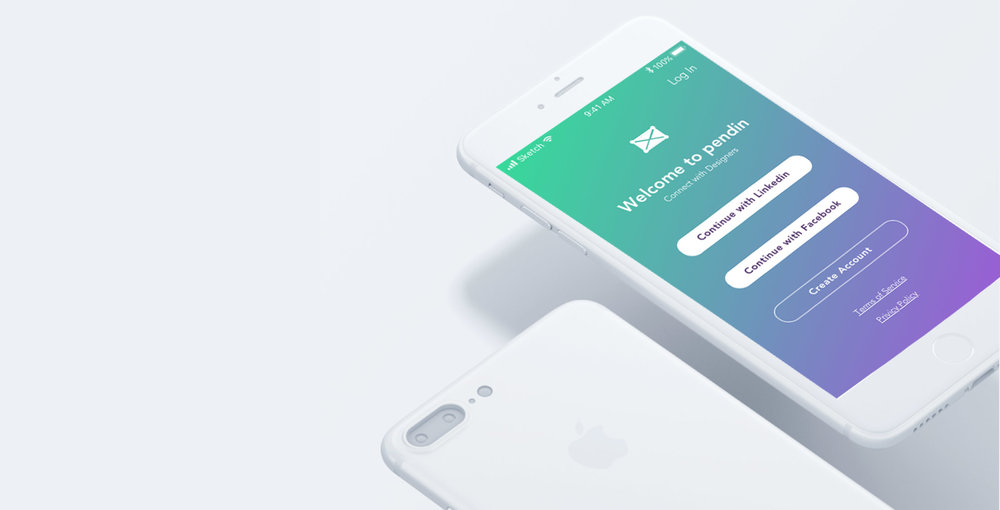 Sketch 9:41 AM 100%
Log In
Welcome to pendin
Connect with Designers
Continue with Linkedin
Continue with Facebook
Create Account
Terms of Service
Privicy Policy